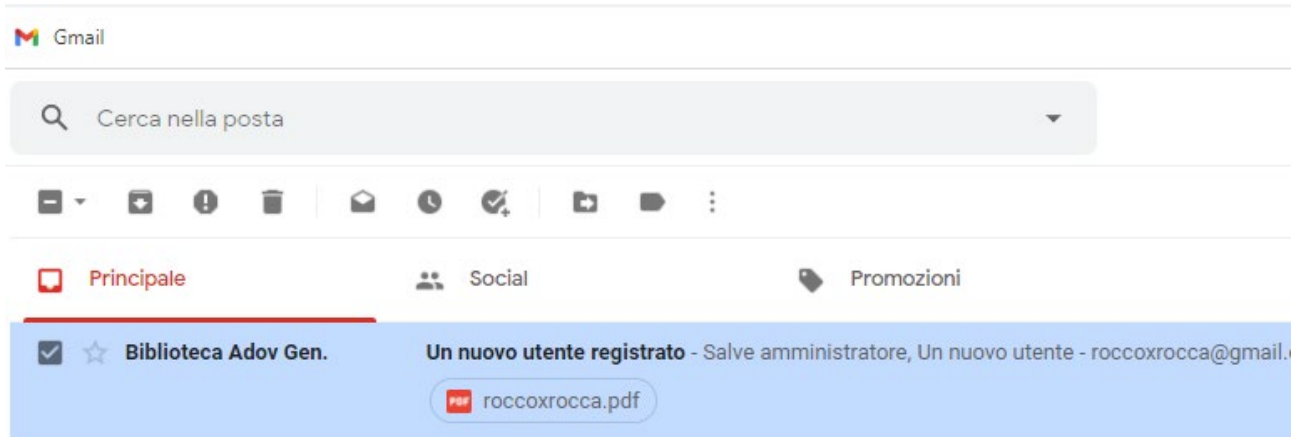 Gmail
Cerca nella posta
Principale Social Promozioni
Biblioteca Adov Gen. Un nuovo utente registrato - Salve amministratore, Un nuovo utente - roccoxrocca@gmail.
PDF roccoxrocca.pdf